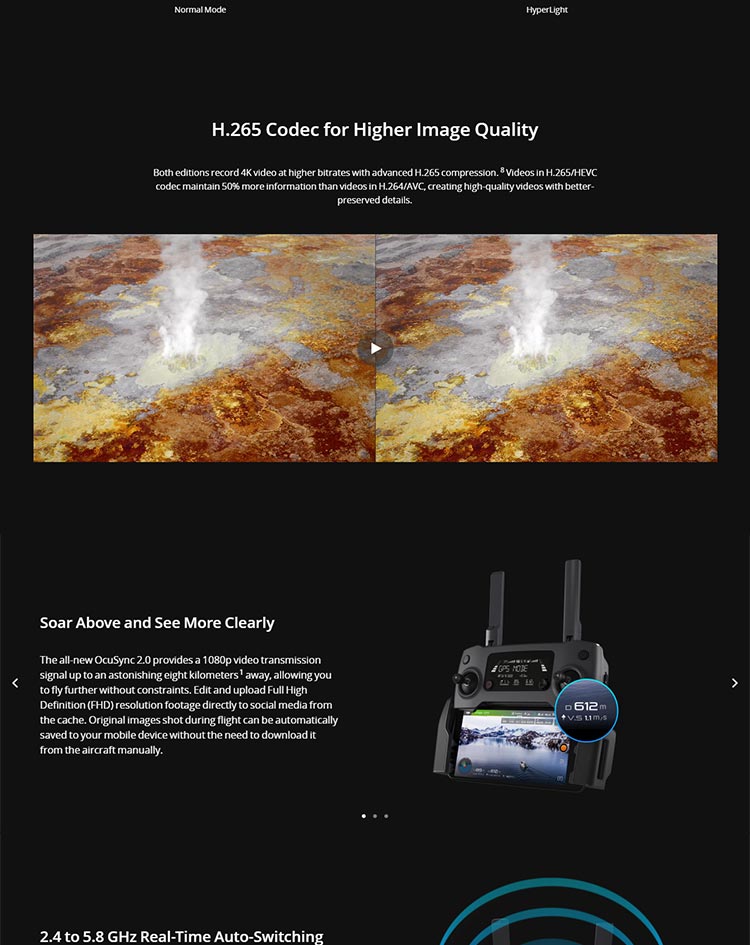 Normal Mode
HyperLight
H.265 Codec for Higher Image Quality
Both editions record 4K video at higher bitrates with advanced H.265 compression. 8 Videos in H.265/HEVC
codec maintain 50% more information than videos in H.264/AVC, creating high-quality videos with better-
preserved details.
Soar Above and See More Clearly
The all-new OcuSync 2.0 provides a 1080p video transmission
signal up to an astonishing eight kilometers1 away, allowing you
to fly further without constraints. Edit and upload Full High
Definition (FHD) resolution footage directly to social media from
the cache. Original images shot during flight can be automatically
saved to your mobile device without the need to download it
from the aircraft manually.
GPS MODE
D 612 m
V.S 1.1 m/s
2.4 to 5.8 GHz Real-Time Auto-Switching